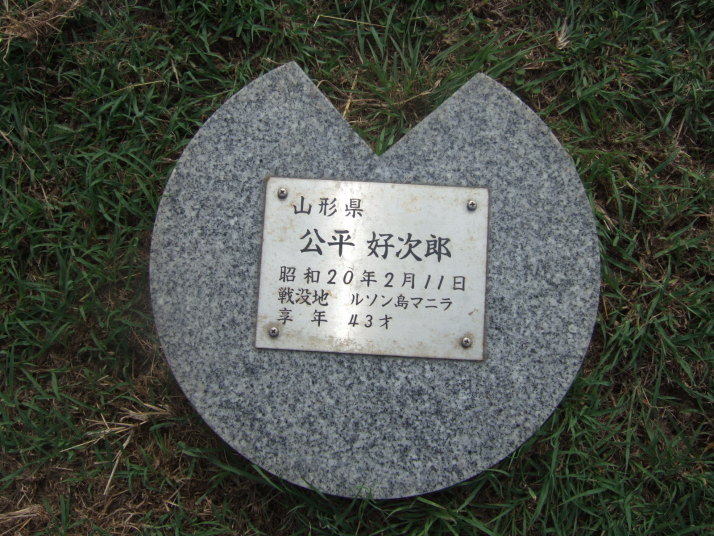 山形県
公平 好次郎
昭和20年2月11日
戦没地 ルソン島マニラ
享年 43才